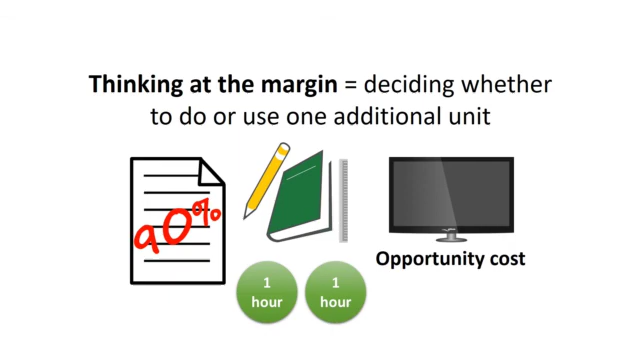 Thinking at the margin = deciding whether
to do or use one additional unit
90%
1
hour
1
hour
Opportunity cost